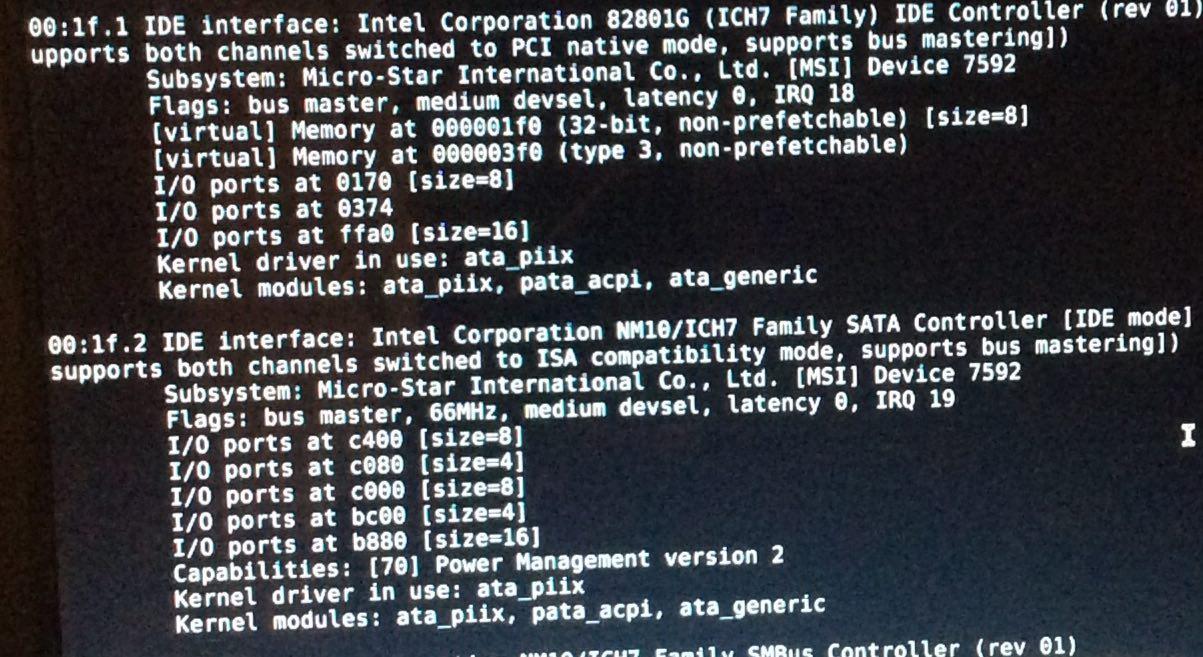 00:1f.1 IDE interface: Intel Corporation 82801G (ICH7 Family) IDE Controller (rev 01)
upports both channels switched to PCI native mode, supports bus mastering])
Subsystem: Micro-Star International Co., Ltd. [MSI] Device 7592
Flags: bus master, medium devsel, latency 0, IRQ 18
[virtual] Memory at 000001f0 (32-bit, non-prefetchable) [size=8]
[virtual] Memory at 000003f0 (type 3, non-prefetchable)
I/O ports at 0170 [size=8]
I/O ports at 0374
I/O ports at ffa0 [size=16]
Kernel driver in use: ata_piix
Kernel modules: ata_piix, pata_acpi, ata_generic
00:1f.2 IDE interface: Intel Corporation NM10/ICH7 Family SATA Controller [IDE mode]
supports both channels switched to ISA compatibility mode, supports bus mastering])
Subsystem: Micro-Star International Co., Ltd. [MSI] Device 7592
Flags: bus master, 66MHz, medium devsel, latency 0, IRQ 19
I/O ports at c400 [size=8]
I/O ports at c080 [size=4]
I/O ports at c000 [size=8]
I/O ports at bc00 [size=4]
I/O ports at b880 [size=16]
Capabilities: [70] Power Management version 2
Kernel driver in use: ata_piix
Kernel modules: ata_piix, pata_acpi, ata_generic
NM10/ICH7 Family SMBus Controller (rev 01)